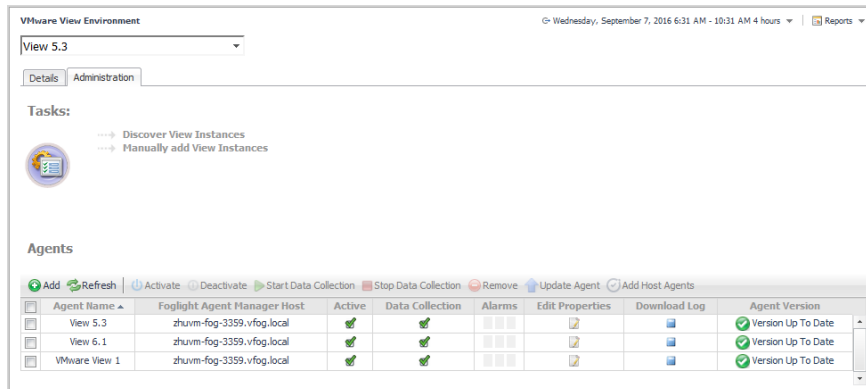 VMware View Environment
Wednesday, September 7, 2016 6:31 AM - 10:31 AM 4 hours
Reports
View 5.3
Details
Administration
Tasks:
Discover View Instances
Manually add View Instances
Agents
Add Refresh Activate Deactivate Start Data Collection Stop Data Collection Remove Update Agent Add Host Agents
Agent Name Foglight Agent Manager Host Active Data Collection Alarms Edit Properties Download Log Agent Version
View 5.3 zhuvm-fog-3359.vfog.local Version Up To Date
View 6.1 zhuvm-fog-3359.vfog.local Version Up To Date
VMware View 1 zhuvm-fog-3359.vfog.local Version Up To Date